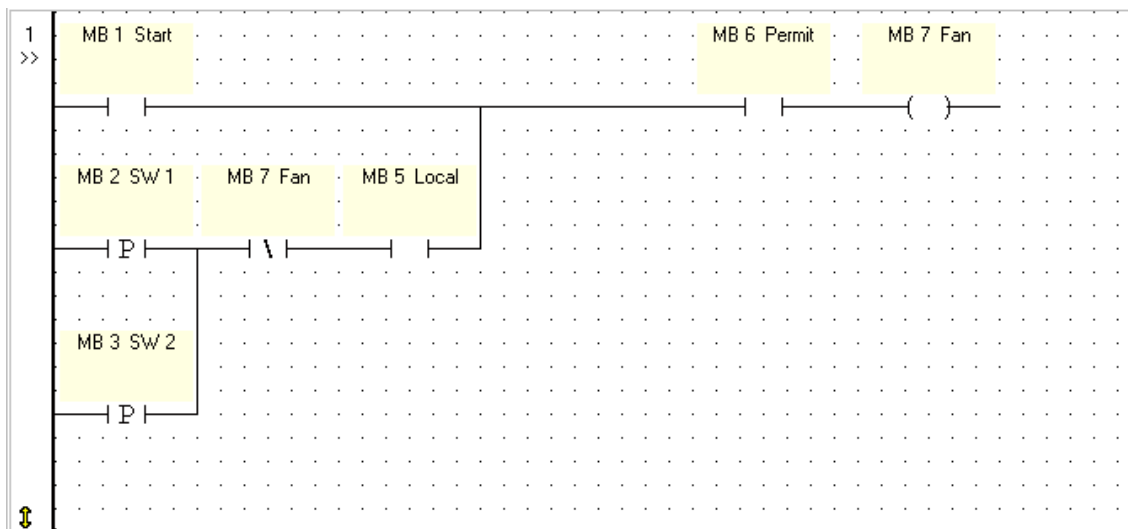 1
>>
MB 1 Start
MB 6 Permit
MB 7 Fan
MB 2 SW 1
MB 7 Fan
MB 5 Local
P
MB 3 SW 2
P